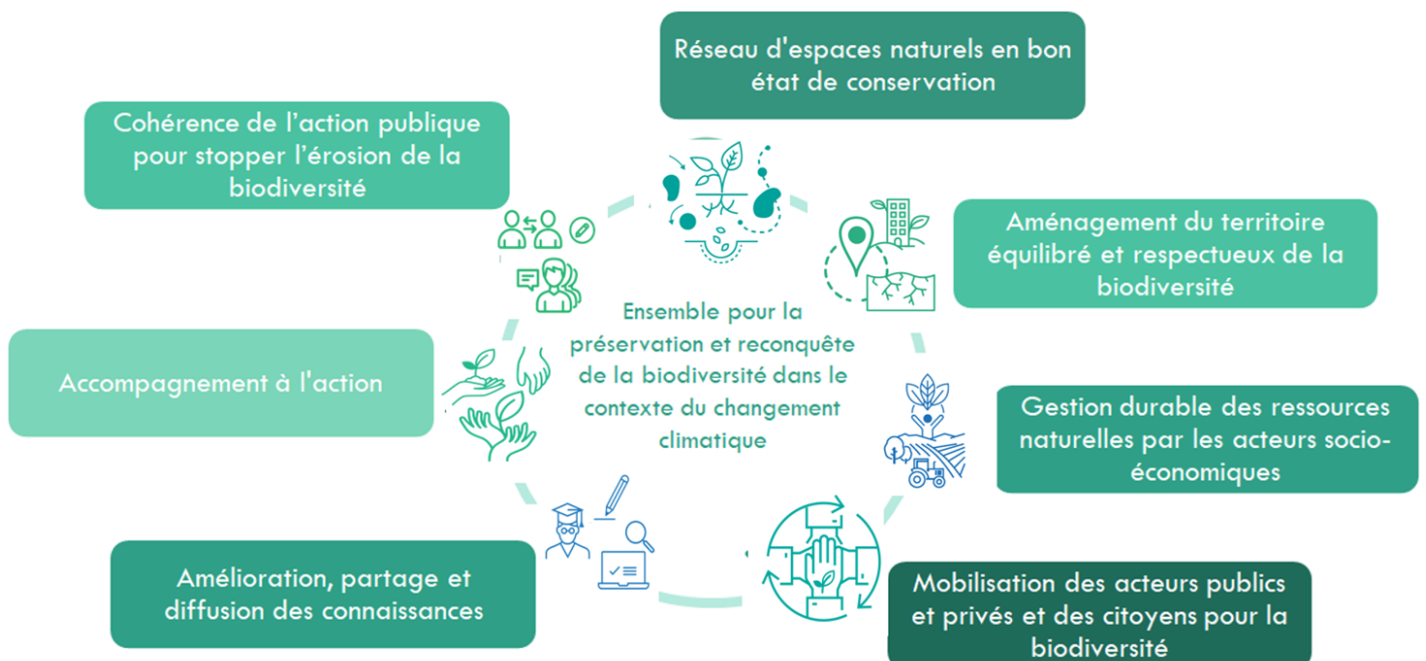 Réseau d'espaces naturels en bon
état de conservation
Cohérence de l’action publique
pour stopper l’érosion de la
biodiversité
Aménagement du territoire
équilibré et respectueux de la
biodiversité
Ensemble pour la
préservation et reconquête
de la biodiversité dans le
contexte du changement
climatique
Accompagnement à l'action
Gestion durable des ressources
naturelles par les acteurs socio-
économiques
Amélioration, partage et
diffusion des connaissances
Mobilisation des acteurs publics
et privés et des citoyens pour la
biodiversité